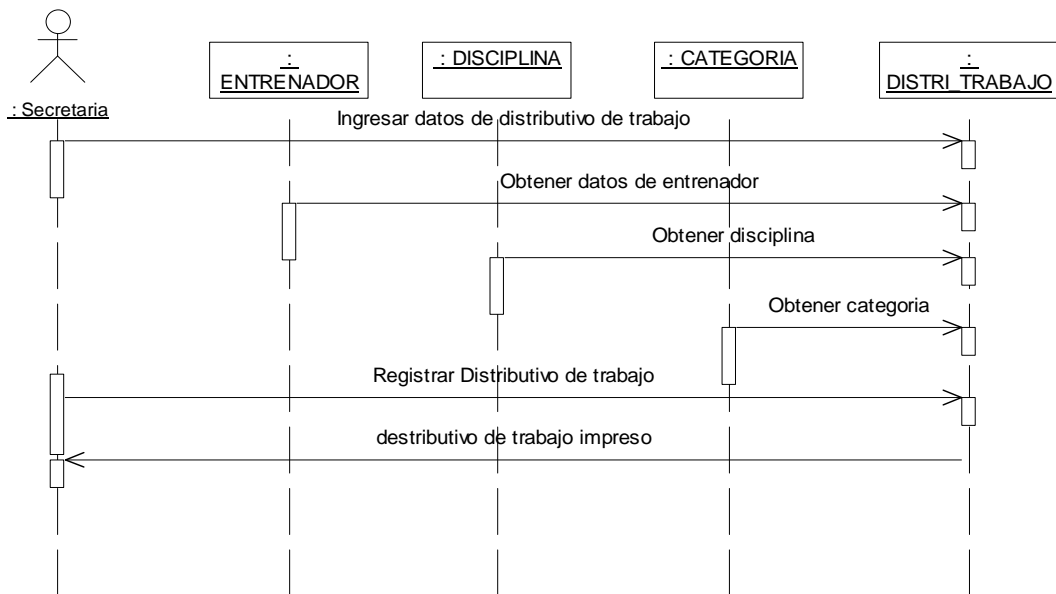 : Secretaria
:
ENTRENADOR
: DISCIPLINA
: CATEGORIA
:
DISTRI_TRABAJO
Ingresar datos de distributivo de trabajo
Obtener datos de entrenador
Obtener disciplina
Obtener categoria
Registrar Distributivo de trabajo
destributivo de trabajo impreso